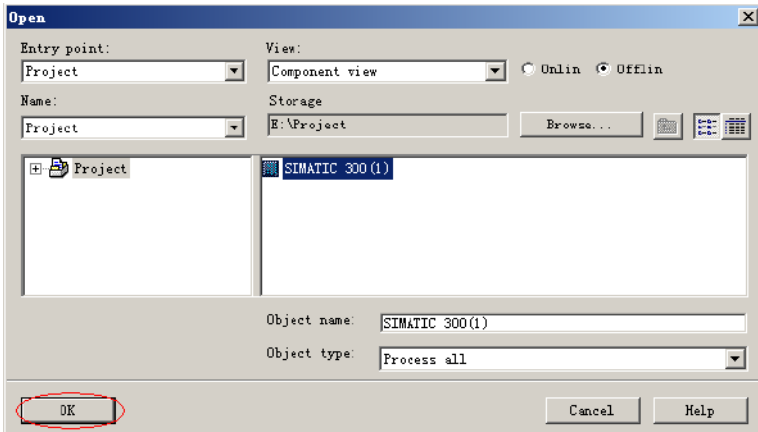 Open
Entry point:
View:
Project
Component view
Onlin
Offlin
Name:
Storage
Project
E:\Project
Browse...
Project
SIMATIC 300(1)
Object name:
SIMATIC 300(1)
Object type:
Process all
OK
Cancel
Help